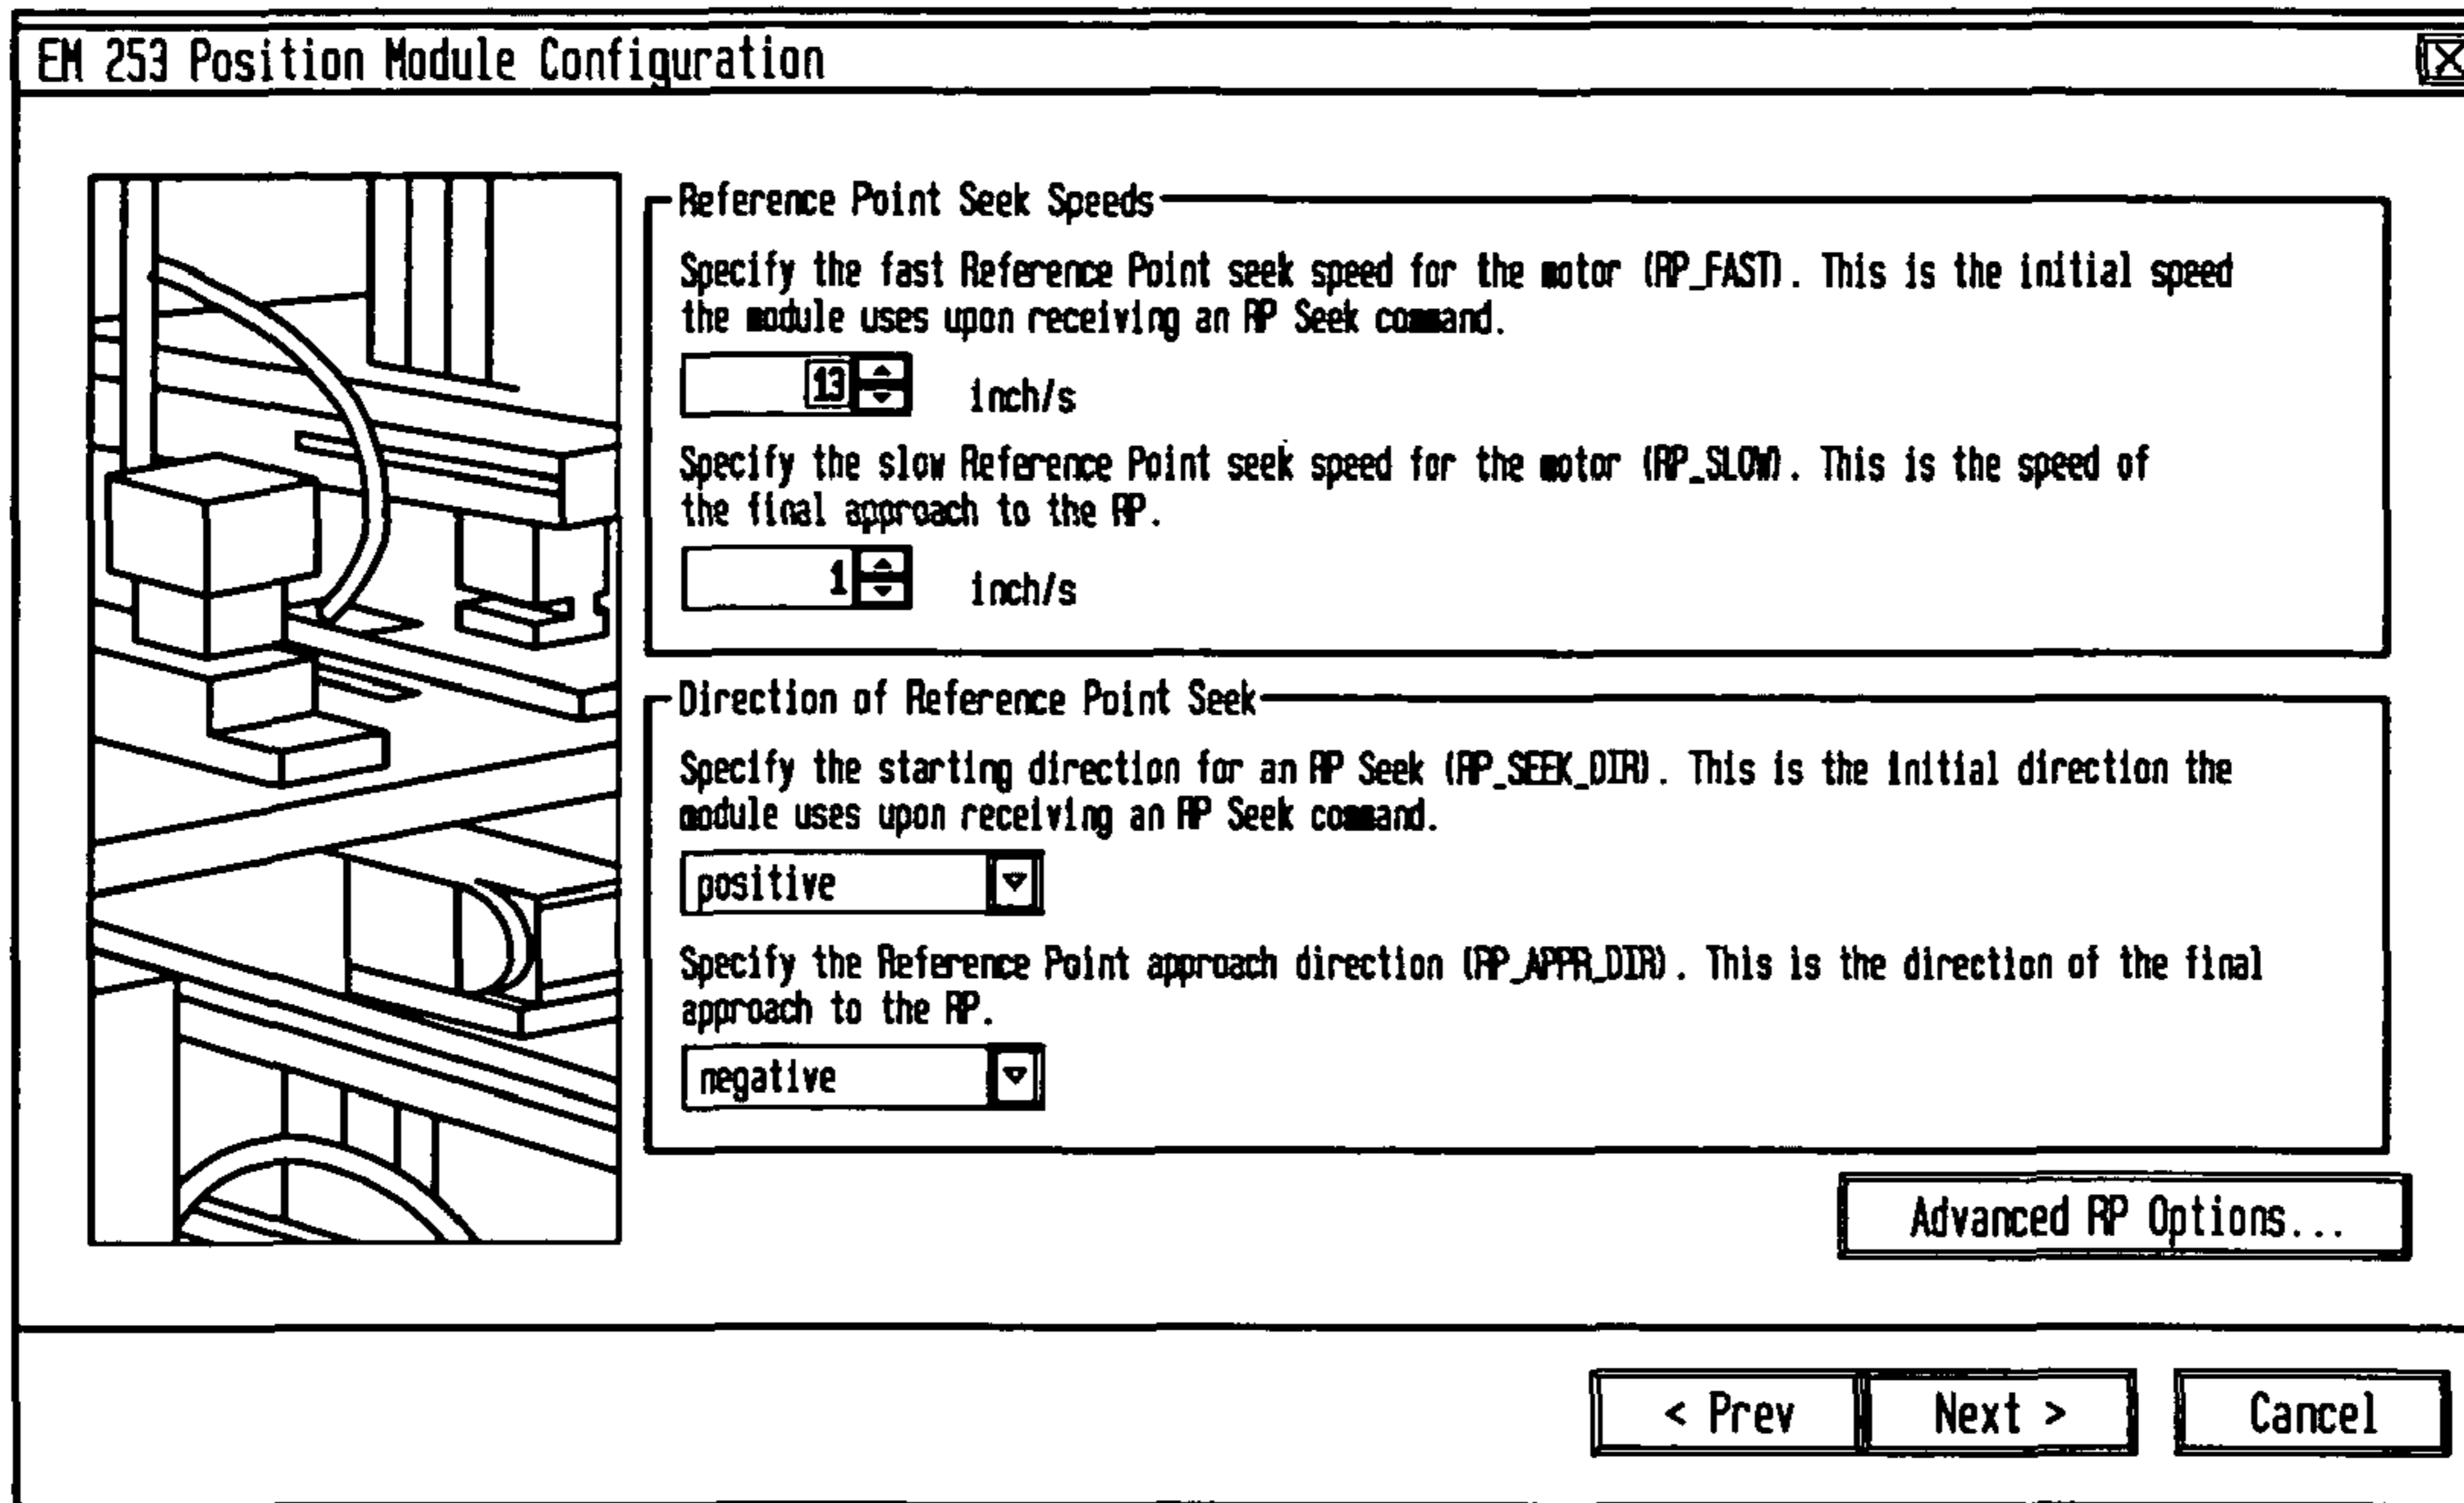 EM 253 Position Module Configuration
Reference Point Seek Speeds
Specify the fast Reference Point seek speed for the motor (RP_FAST). This is the initial speed
the module uses upon receiving an RP Seek command.
13 inch/s
Specify the slow Reference Point seek speed for the motor (RP_SLOW). This is the speed of
the final approach to the RP.
1 inch/s
Direction of Reference Point Seek
Specify the starting direction for an RP Seek (RP_SEEK_DIR). This is the initial direction the
module uses upon receiving an RP Seek command.
positive
Specify the Reference Point approach direction (RP_APPR_DIR). This is the direction of the final
approach to the RP.
negative
Advanced RP Options...
< Prev Next > Cancel